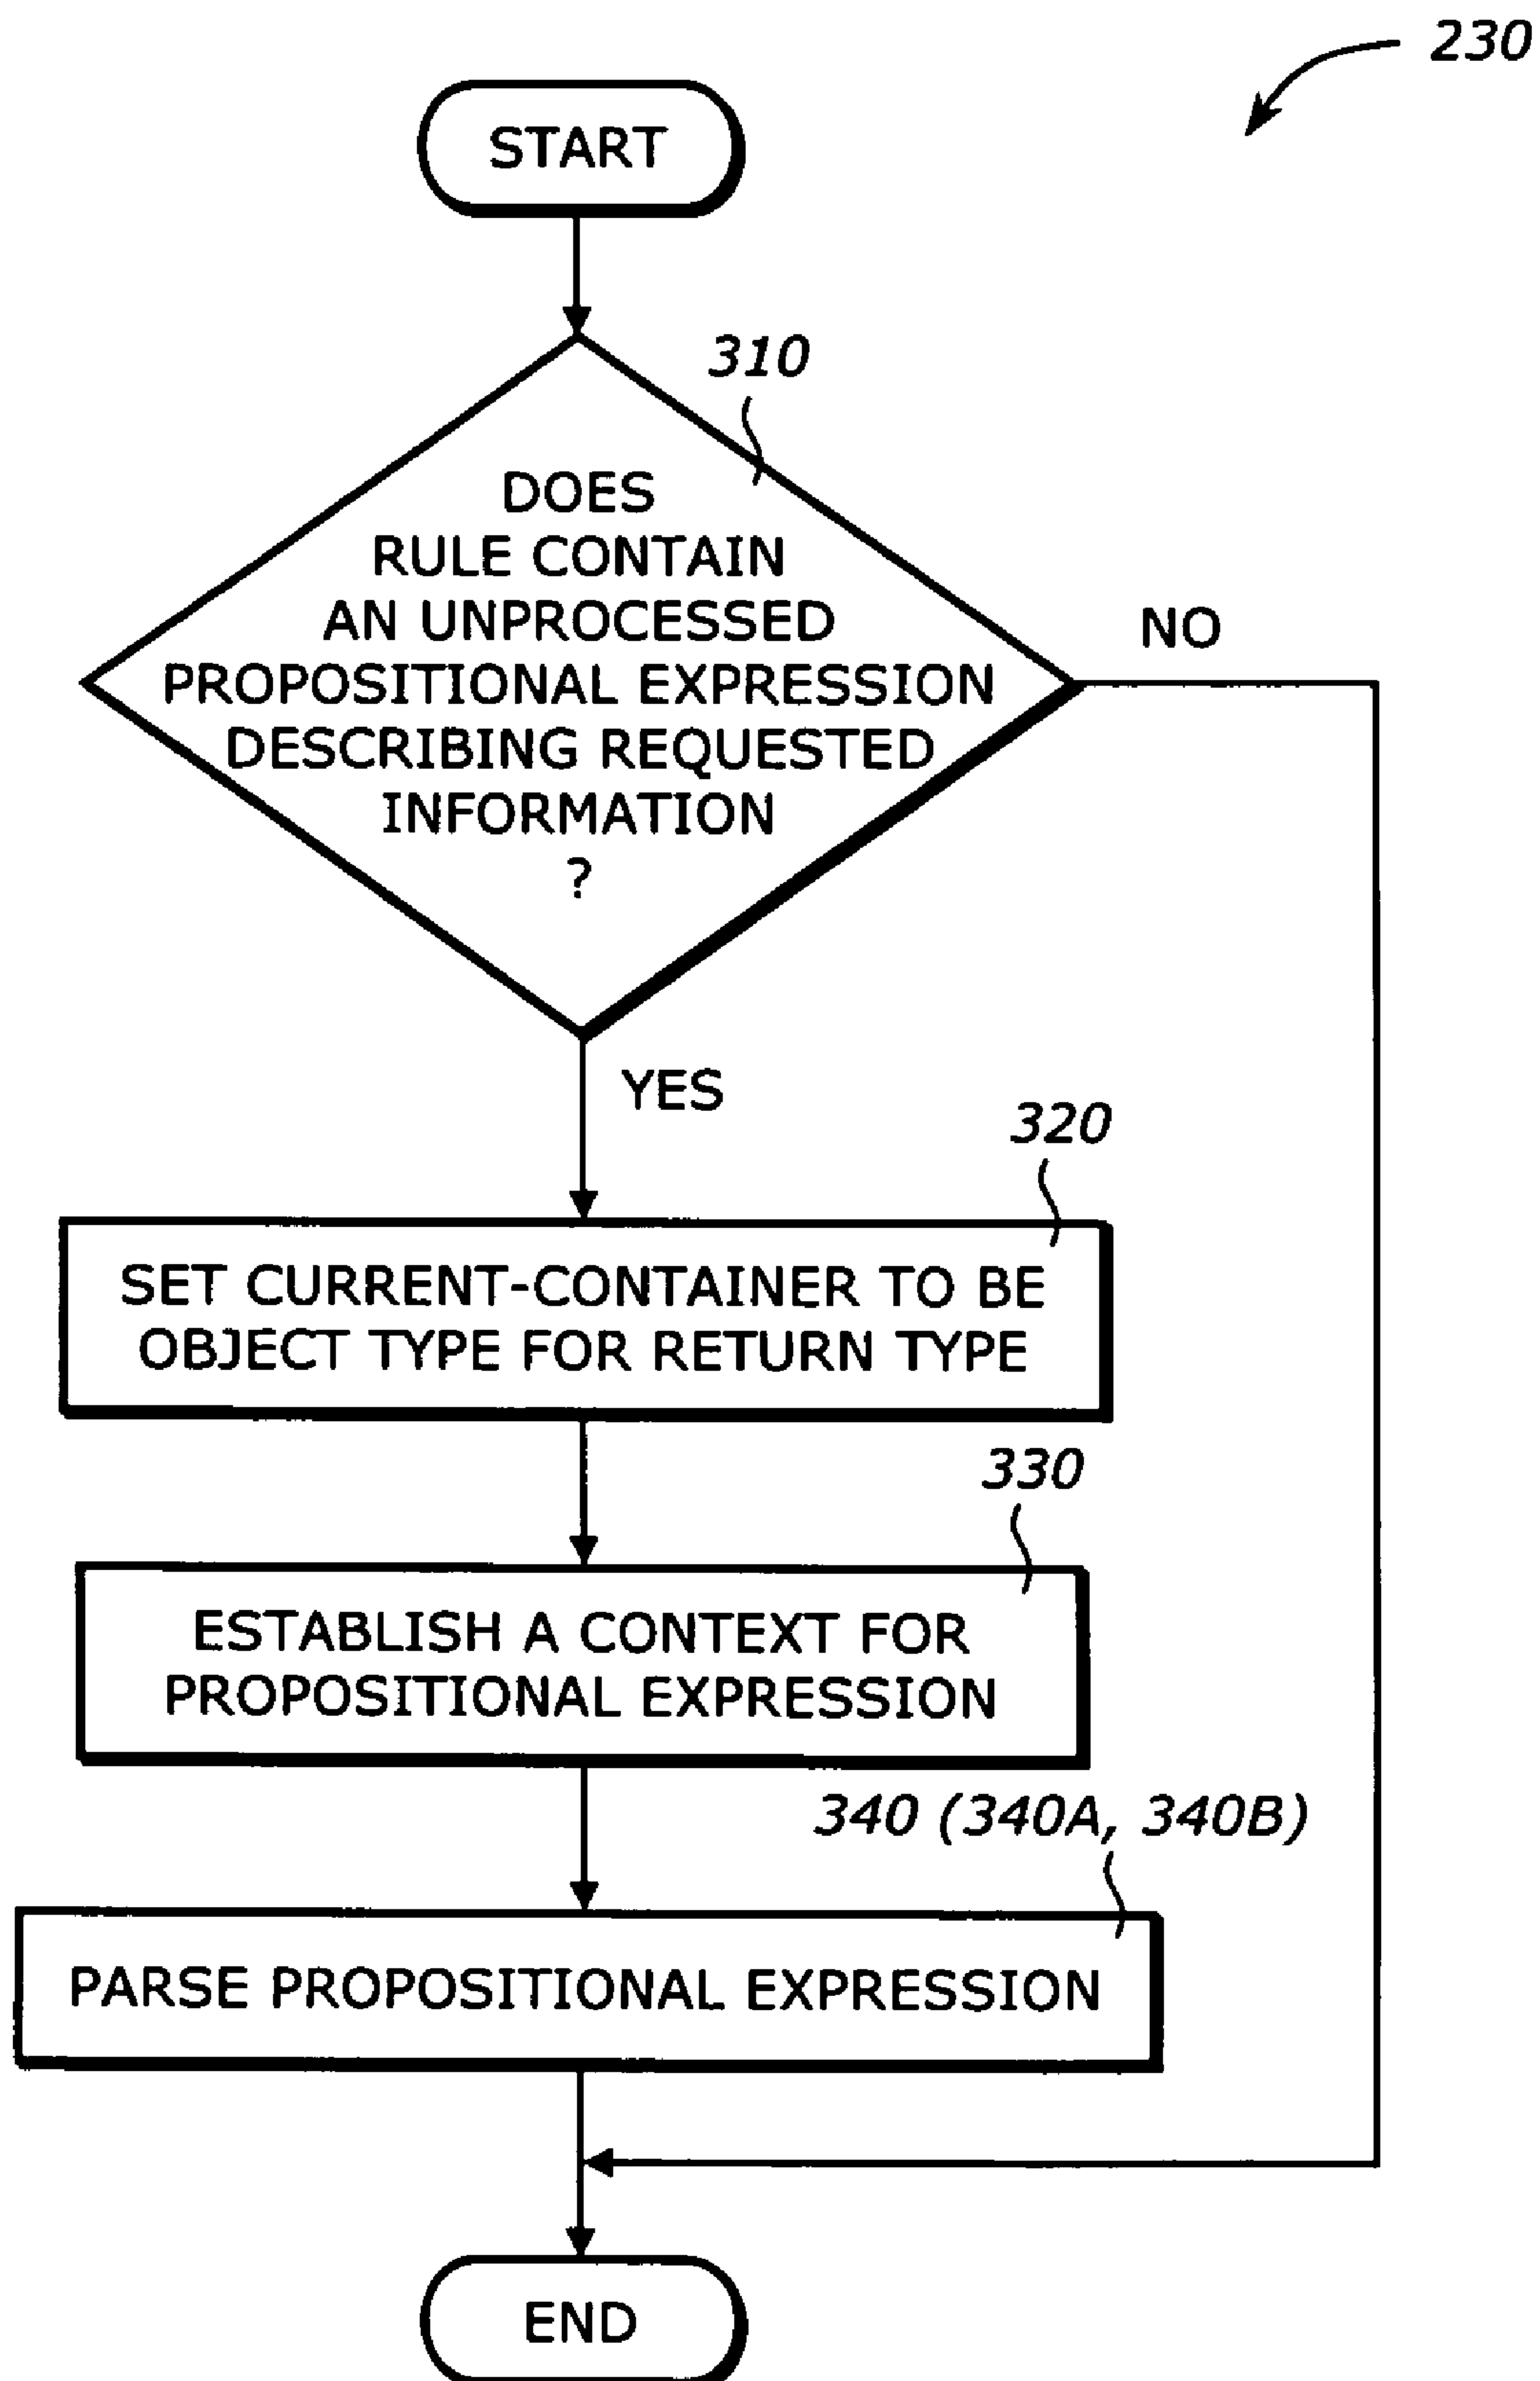 230
START
310
DOES
RULE CONTAIN
AN UNPROCESSED
PROPOSITIONAL EXPRESSION
DESCRIBING REQUESTED
INFORMATION
?
NO
YES
320
SET CURRENT-CONTAINER TO BE
OBJECT TYPE FOR RETURN TYPE
330
ESTABLISH A CONTEXT FOR
PROPOSITIONAL EXPRESSION
340 (340A, 340B)
PARSE PROPOSITIONAL EXPRESSION
END